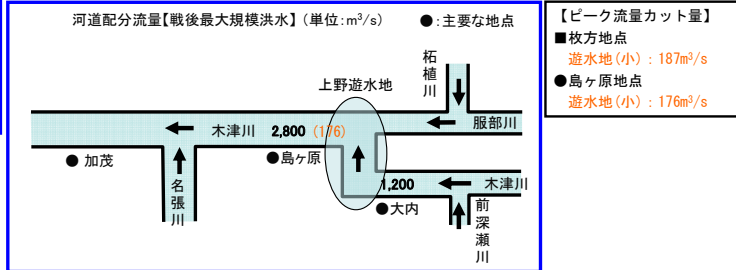 河道配分流量【戦後最大規模洪水】(単位:m³/s) ●:主要な地点
柘植川
上野遊水地
服部川
木津川 2,800 (176)
●加茂
●島ヶ原
名張川
1,200
木津川
●大内
前深瀬川
【ピーク流量カット量】
■枚方地点
遊水地(小):187m³/s
●島ヶ原地点
遊水地(小):176m³/s